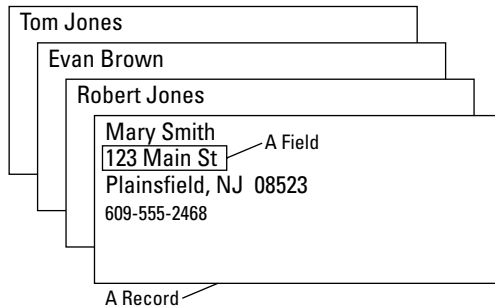 Tom Jones
Evan Brown
Robert Jones
Mary Smith
123 Main St
A Field
Plainsfield, NJ 08523
609-555-2468
A Record